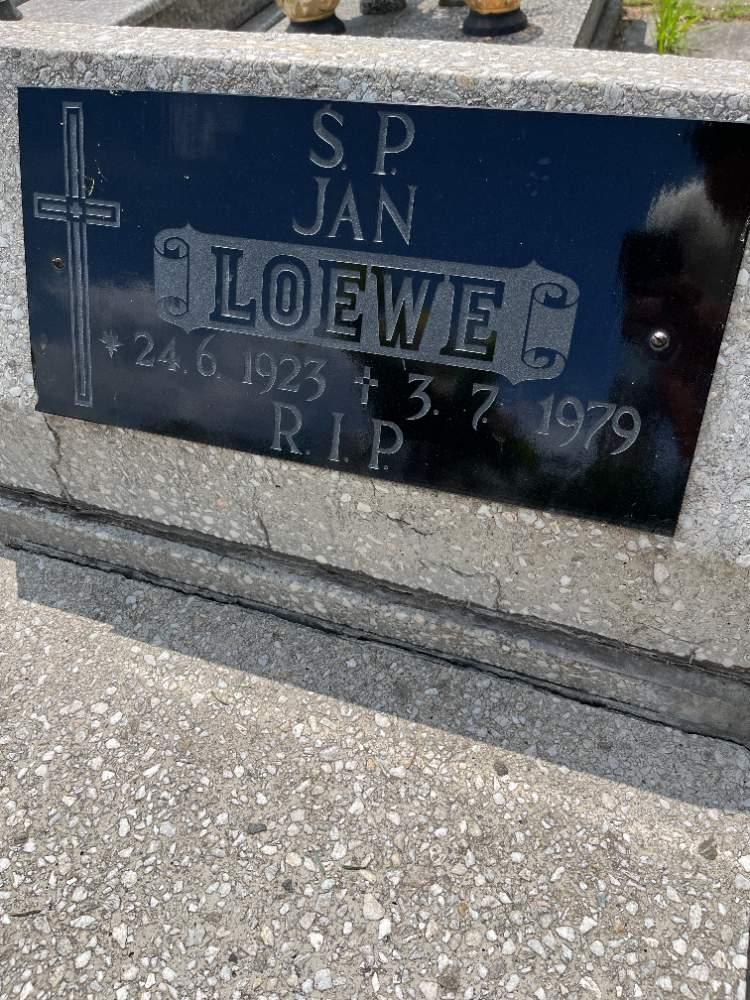 S. P.
JAN
LOEWE
* 24. 6. 1923 † 3. 7. 1979
R. I. P.